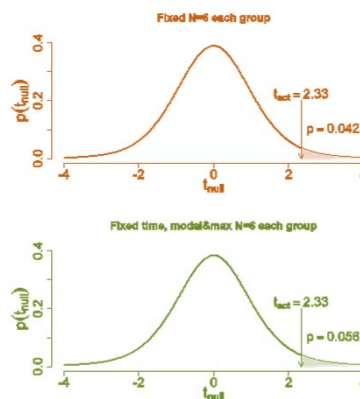 Fixed N=6 each group
p(t_null)
0.4
0.2
0.0
t_act = 2.33
p = 0.042
-4 -2 0 2
t_null
Fixed time, modal&max N=6 each group
p(t_null)
0.4
0.2
0.0
t_act = 2.33
p = 0.056
-4 -2 0 2
t_null